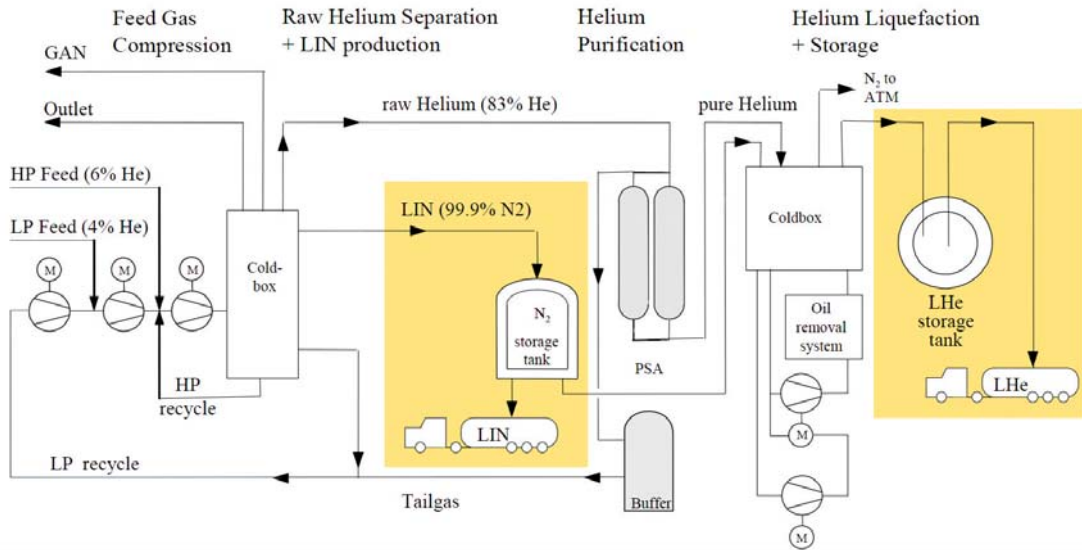 Feed Gas
Compression
Raw Helium Separation
+ LIN production
Helium
Purification
Helium Liquefaction
+ Storage
GAN
Outlet
HP Feed (6% He)
LP Feed (4% He)
M
M
M
Cold-
box
HP
recycle
LP recycle
raw Helium (83% He)
LIN (99.9% N2)
N2
storage
tank
LIN
Tailgas
PSA
Buffer
pure Helium
N2 to
ATM
Coldbox
Oil
removal
system
M
M
LHe
storage
tank
LHe